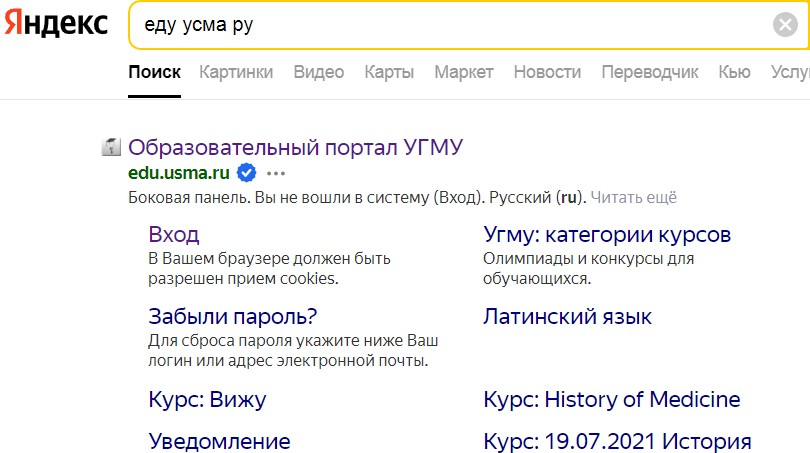 Яндекс
еду усма ру
Поиск Картинки Видео Карты Маркет Новости Переводчик Кью
Образовательный портал УГМУ
edu.usma.ru
Боковая панель. Вы не вошли в систему (Вход). Русский (ru). Читать ещё
Вход
В Вашем браузере должен быть
разрешен прием cookies.
Угму: категории курсов
Олимпиады и конкурсы для
обучающихся.
Забыли пароль?
Для сброса пароля укажите ниже Ваш
логин или адрес электронной почты.
Латинский язык
Курс: Вижу
Курс: History of Medicine
Уведомление
Курс: 19.07.2021 История